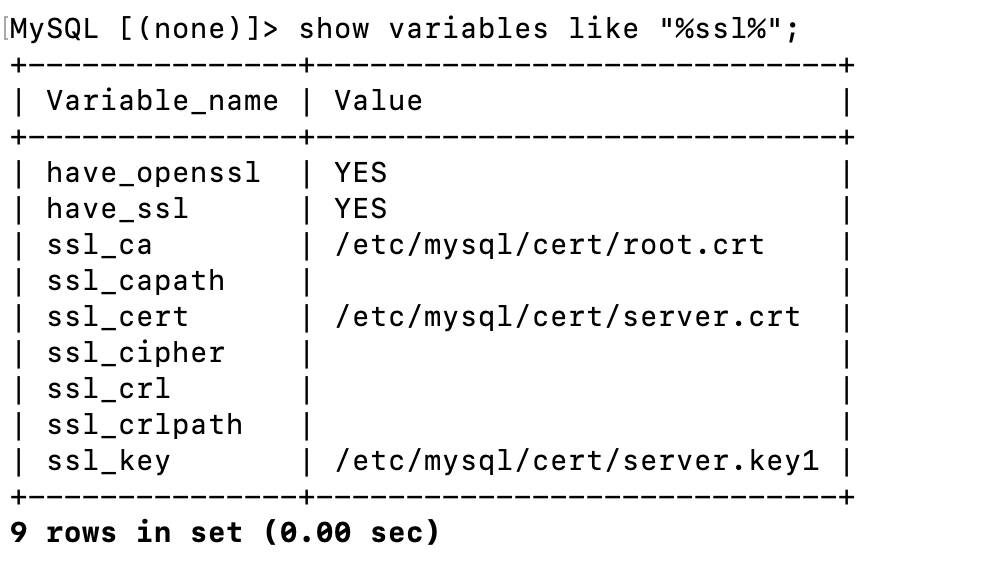 MySQL [(none)]> show variables like "%ssl%";
+---------------+-----------------------------+
| Variable_name | Value                       |
+---------------+-----------------------------+
| have_openssl  | YES                         |
| have_ssl      | YES                         |
| ssl_ca        | /etc/mysql/cert/root.crt    |
| ssl_capath    |                             |
| ssl_cert      | /etc/mysql/cert/server.crt  |
| ssl_cipher    |                             |
| ssl_crl       |                             |
| ssl_crlpath   |                             |
| ssl_key       | /etc/mysql/cert/server.key1 |
+---------------+-----------------------------+
9 rows in set (0.00 sec)